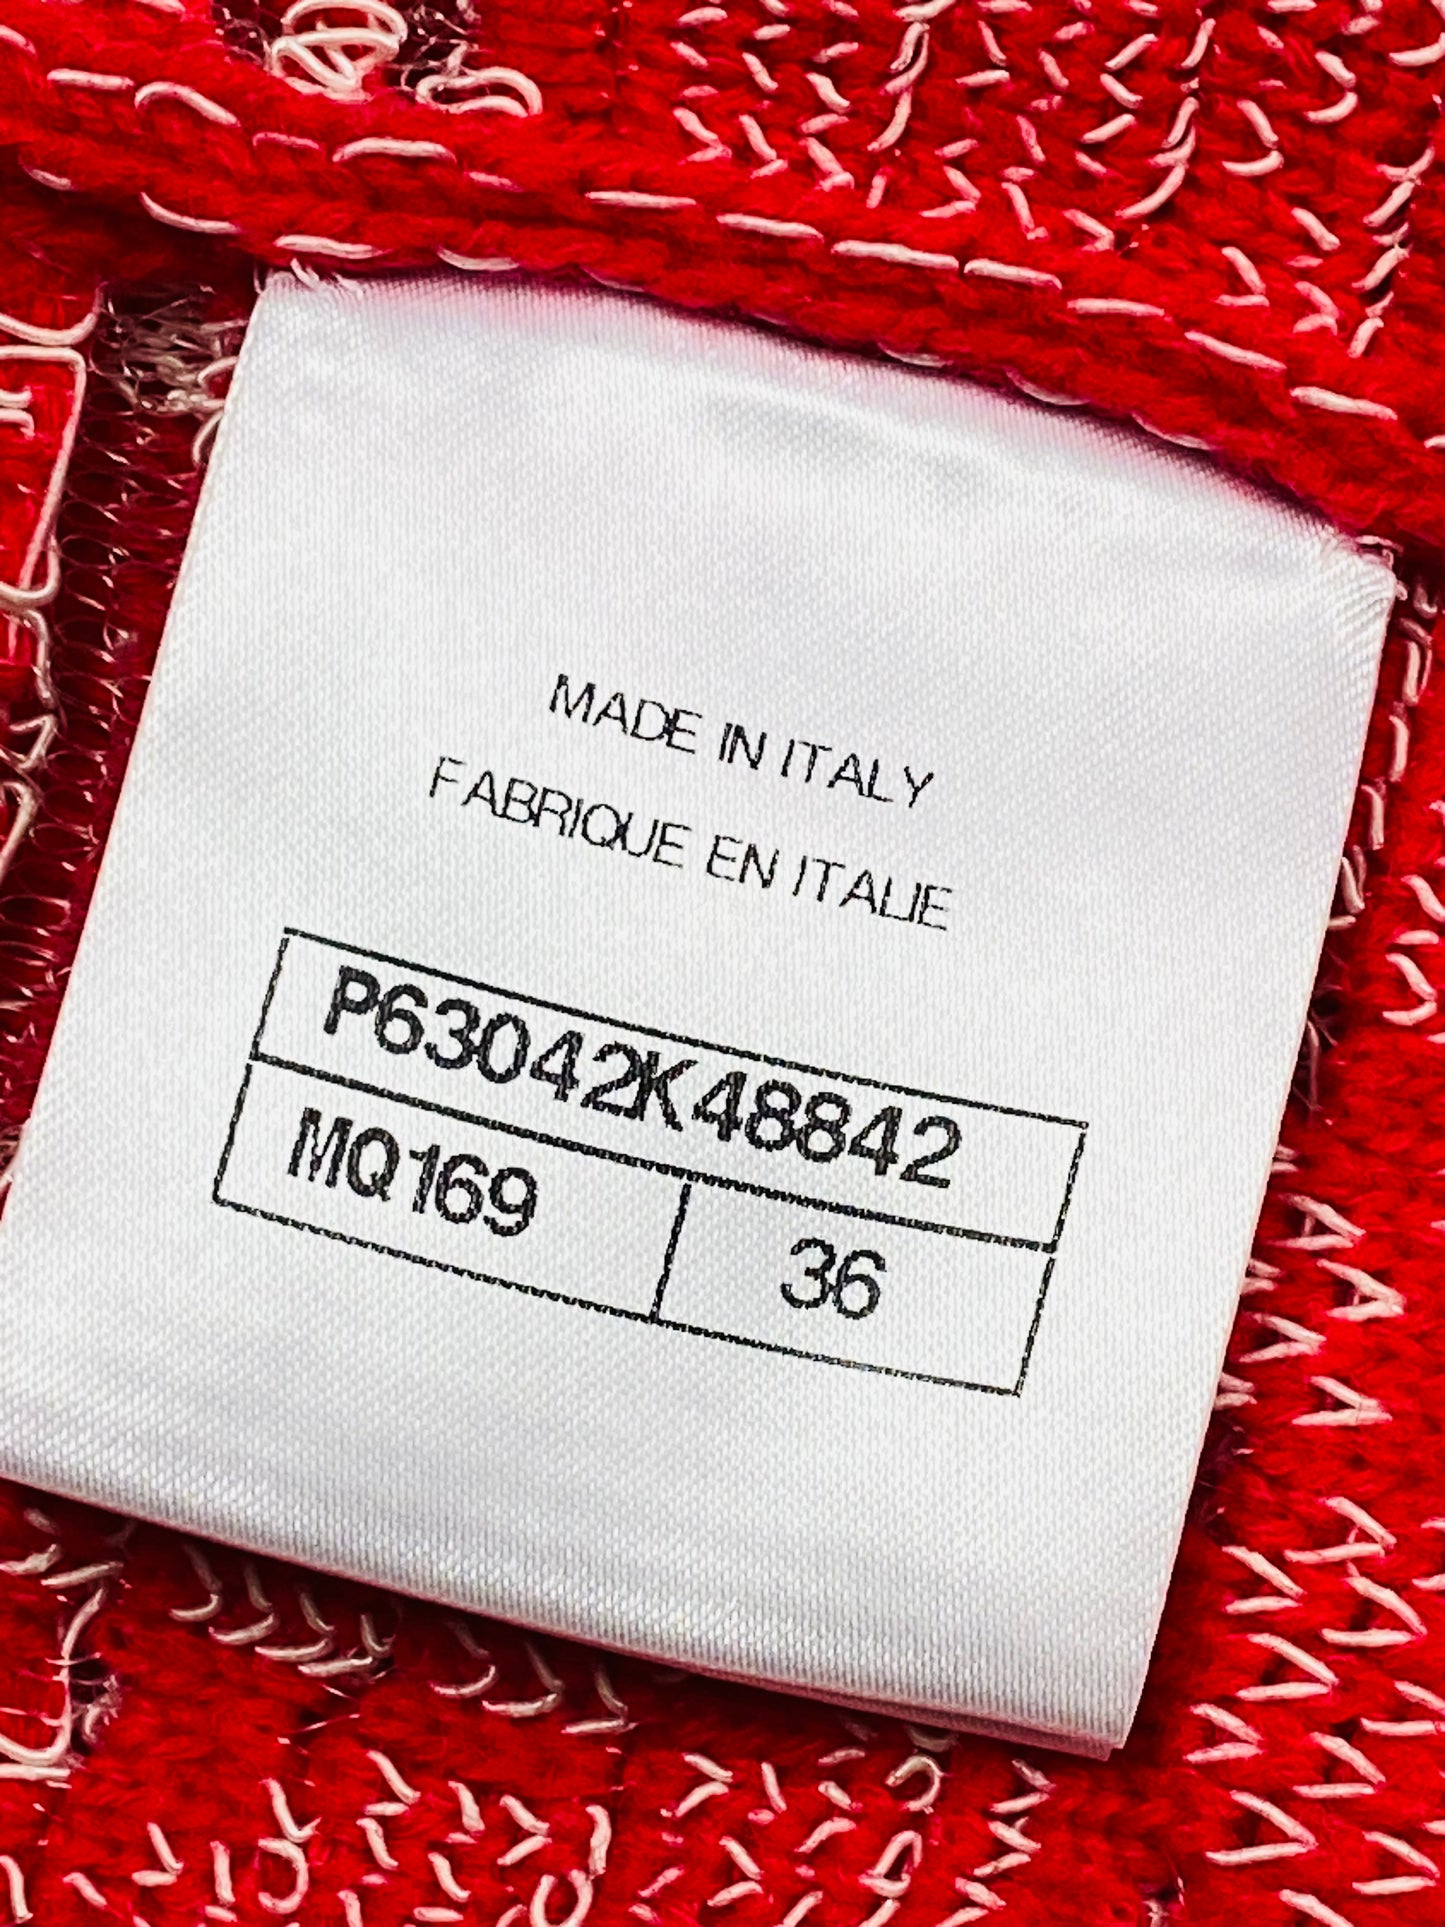 MADE IN ITALY
FABRIQUE EN ITALIE
P63042K48842
MQ169 36